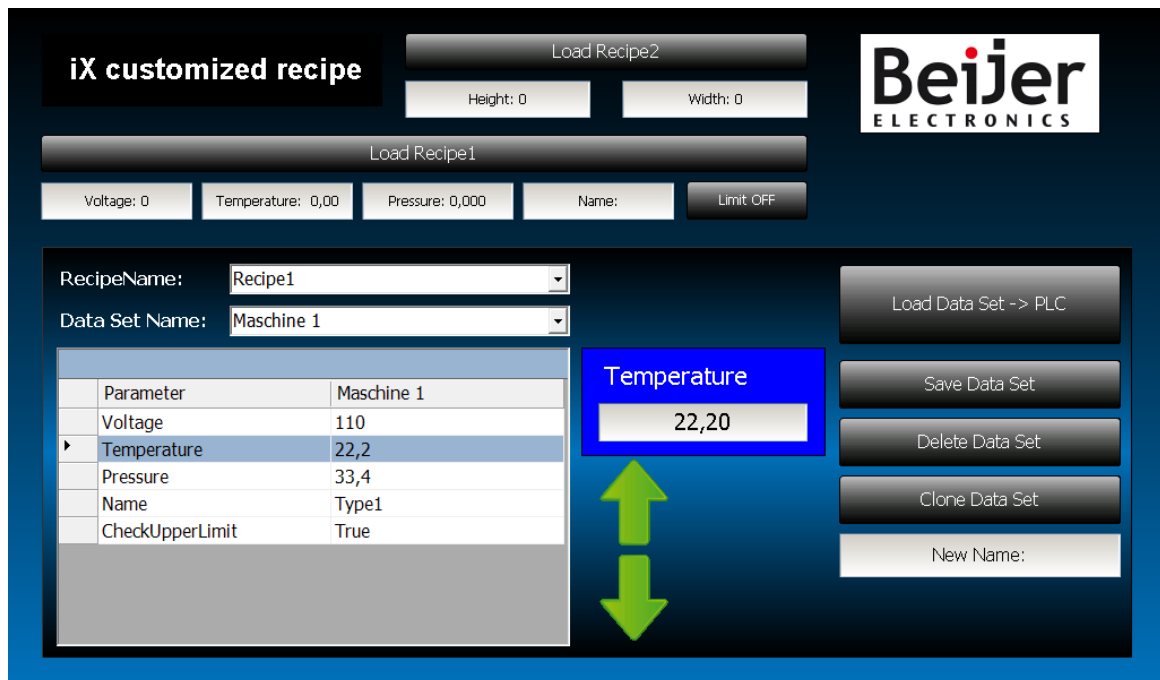 iX customized recipe
Load Recipe2
Height: 0
Width: 0
BeiJer
ELECTRONICS
Load Recipe1
Voltage: 0
Temperature: 0,00
Pressure: 0,000
Name:
Limit OFF
RecipeName:
Recipe1
Data Set Name:
Maschine 1
Parameter Maschine 1
Voltage 110
Temperature 22,2
Pressure 33,4
Name Type1
CheckUpperLimit True
Temperature
22,20
Load Data Set -> PLC
Save Data Set
Delete Data Set
Clone Data Set
New Name: